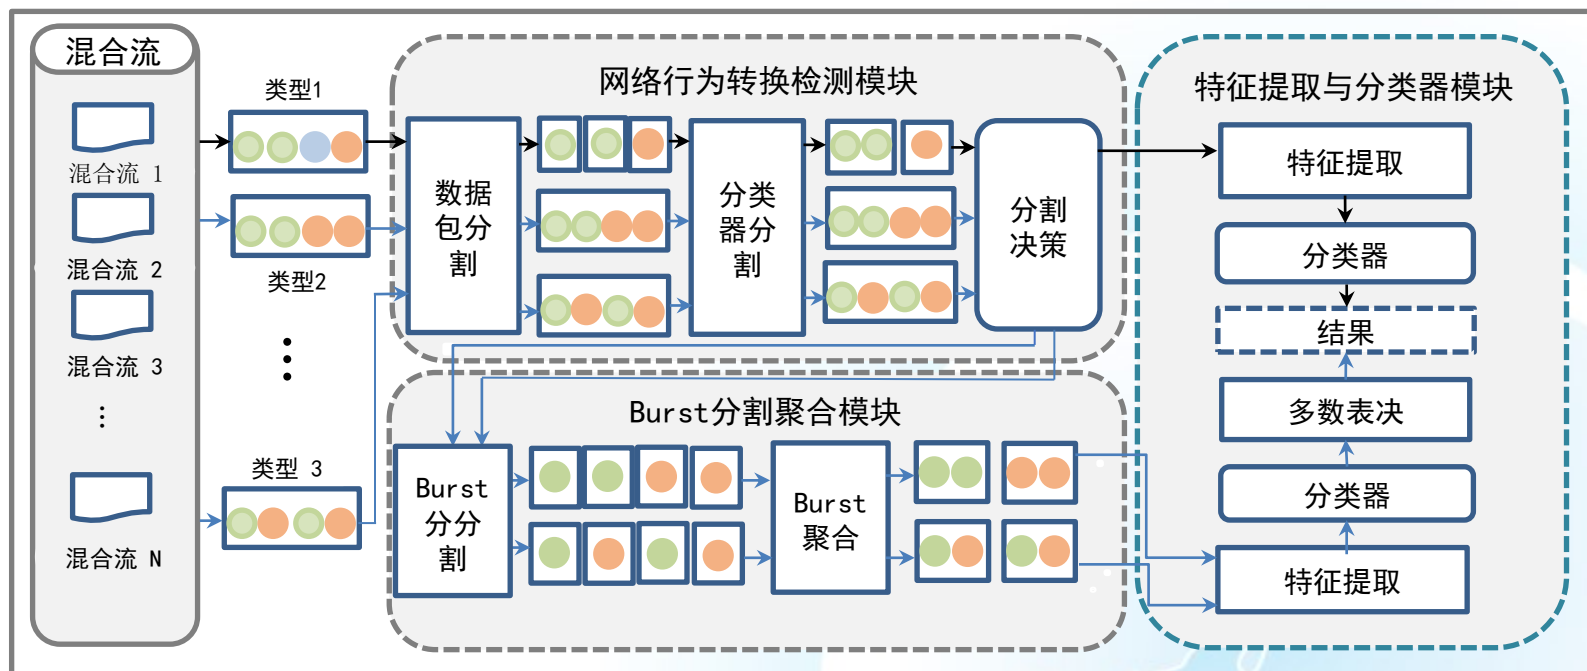 混合流
混合流 1
混合流 2
混合流 3
...
混合流 N
类型1
类型2
类型 3
网络行为转换检测模块
数据
包分
割
分类
器分
割
分割
决策
Burst分割聚合模块
Burst
分分
割
Burst
聚合
特征提取与分类器模块
特征提取
分类器
结果
多数表决
分类器
特征提取